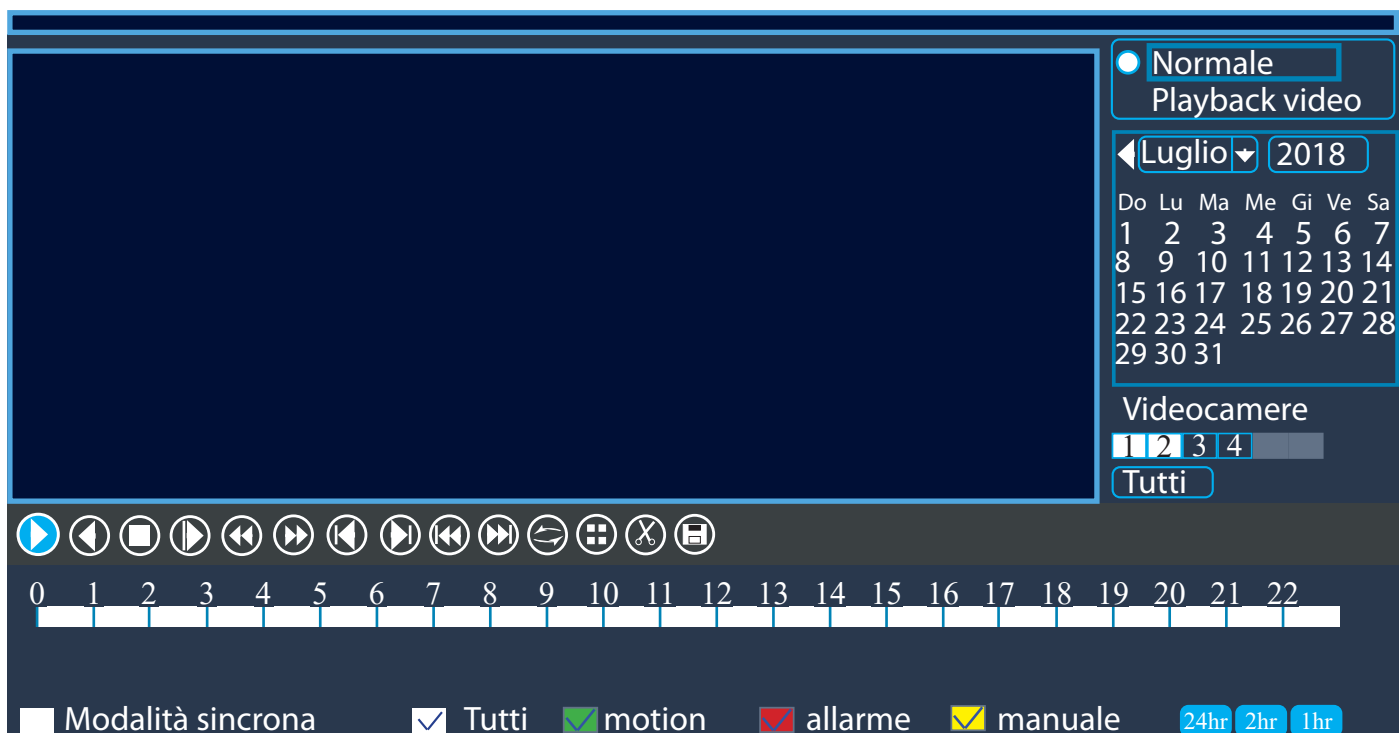 Normale
Playback video
Luglio 2018
Do Lu Ma Me Gi Ve Sa
1 2 3 4 5 6 7
8 9 10 11 12 13 14
15 16 17 18 19 20 21
22 23 24 25 26 27 28
29 30 31
Videocamere
1 2 3 4
Tutti
0 1 2 3 4 5 6 7 8 9 10 11 12 13 14 15 16 17 18 19 20 21 22
Modalità sincrona Tutti motion allarme manuale 24hr 2hr 1hr